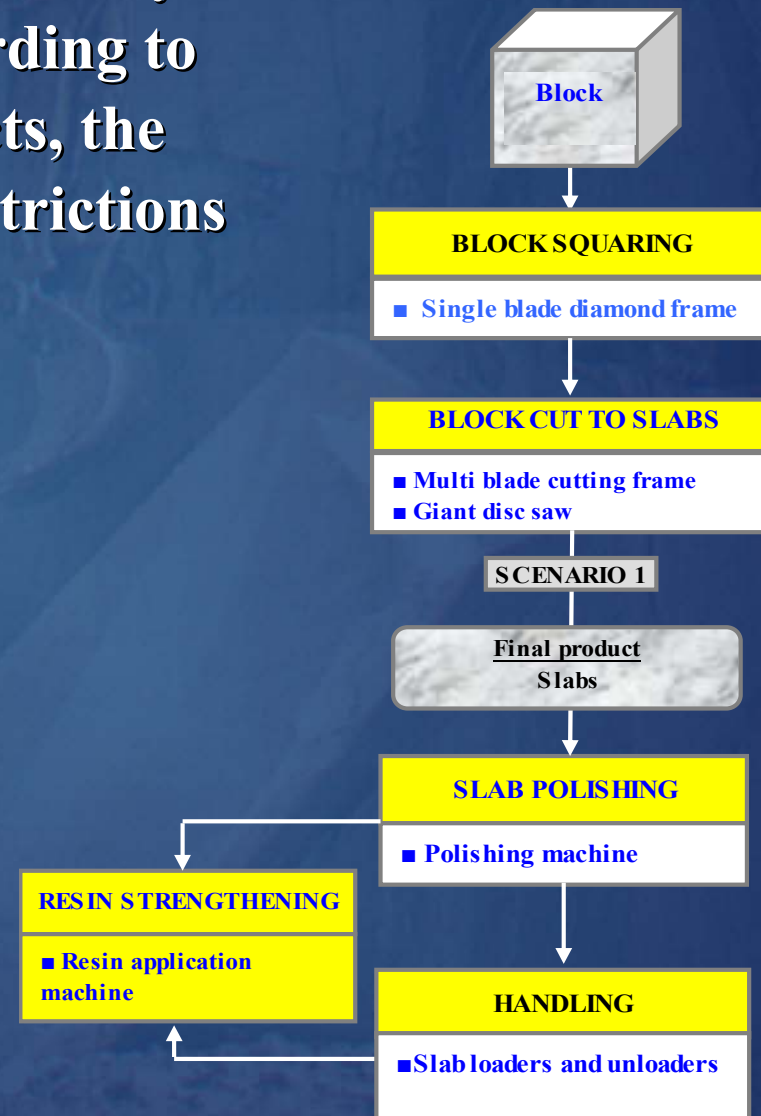 rding to
ts, the
trictions
Block
BLOCK SQUARING
■ Single blade diamond frame
BLOCK CUT TO SLABS
■ Multi blade cutting frame
■ Giant disc saw
SCENARIO 1
Final product
Slabs
SLAB POLISHING
■ Polishing machine
RESIN STRENGTHENING
■ Resin application
machine
HANDLING
■Slab loaders and unloaders